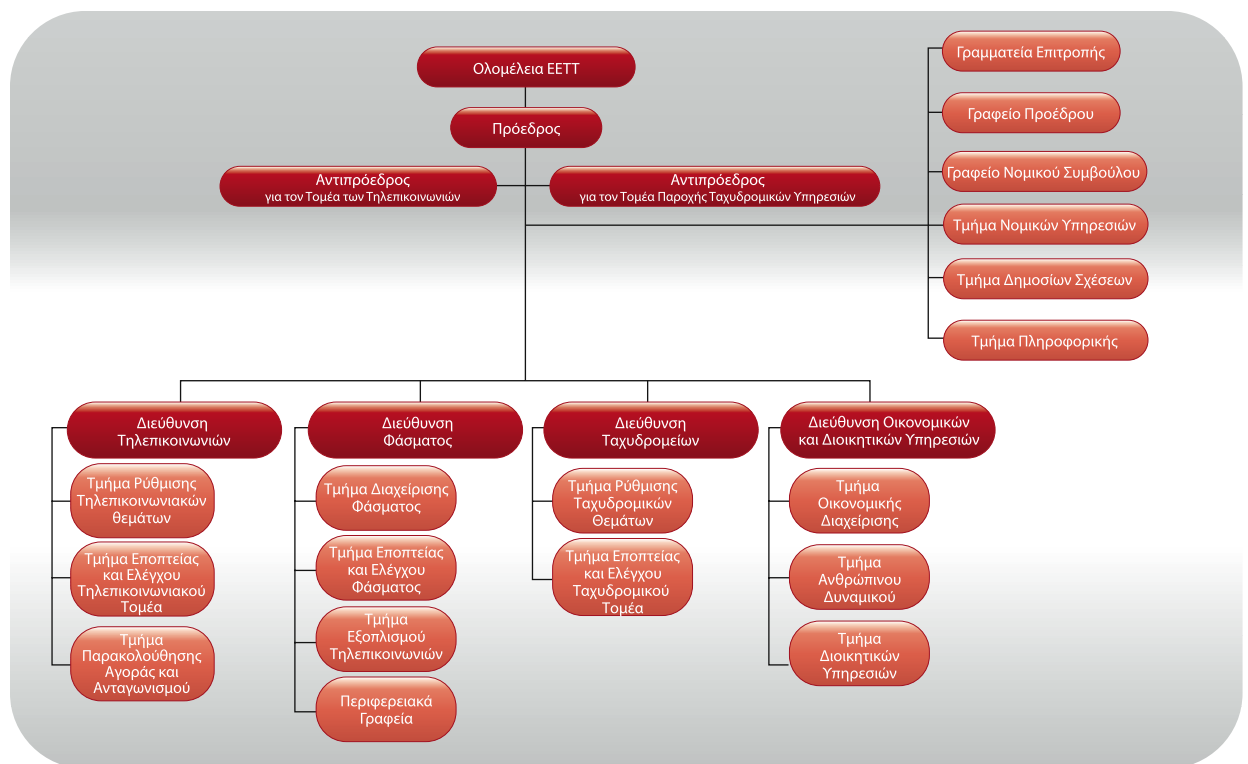 Ολομέλεια ΕΕΤΤ
Πρόεδρος
Αντιπρόεδρος
για τον Τομέα των Τηλεπικοινωνιών
Αντιπρόεδρος
για τον Τομέα Παροχής Ταχυδρομικών Υπηρεσιών
Γραμματεία Επιτροπής
Γραφείο Προέδρου
Γραφείο Νομικού Συμβούλου
Τμήμα Νομικών Υπηρεσιών
Τμήμα Δημοσίων Σχέσεων
Τμήμα Πληροφορικής
Διεύθυνση
Τηλεπικοινωνιών
Τμήμα Ρύθμισης
Τηλεπικοινωνιακών
θεμάτων
Τμήμα Εποπτείας
και Ελέγχου
Τηλεπικοινωνιακού
Τομέα
Τμήμα
Παρακολούθησης
Αγοράς και
Ανταγωνισμού
Διεύθυνση
Φάσματος
Τμήμα Διαχείρισης
Φάσματος
Τμήμα Εποπτείας
και Ελέγχου
Φάσματος
Τμήμα
Εξοπλισμού
Τηλεπικοινωνιών
Περιφερειακά
Γραφεία
Διεύθυνση
Ταχυδρομείων
Τμήμα Ρύθμισης
Ταχυδρομικών
Θεμάτων
Τμήμα Εποπτείας
και Ελέγχου
Ταχυδρομικού
Τομέα
Διεύθυνση Οικονομικών
και Διοικητικών Υπηρεσιών
Τμήμα
Οικονομικής
Διαχείρισης
Τμήμα
Ανθρώπινου
Δυναμικού
Τμήμα
Διοικητικών
Υπηρεσιών